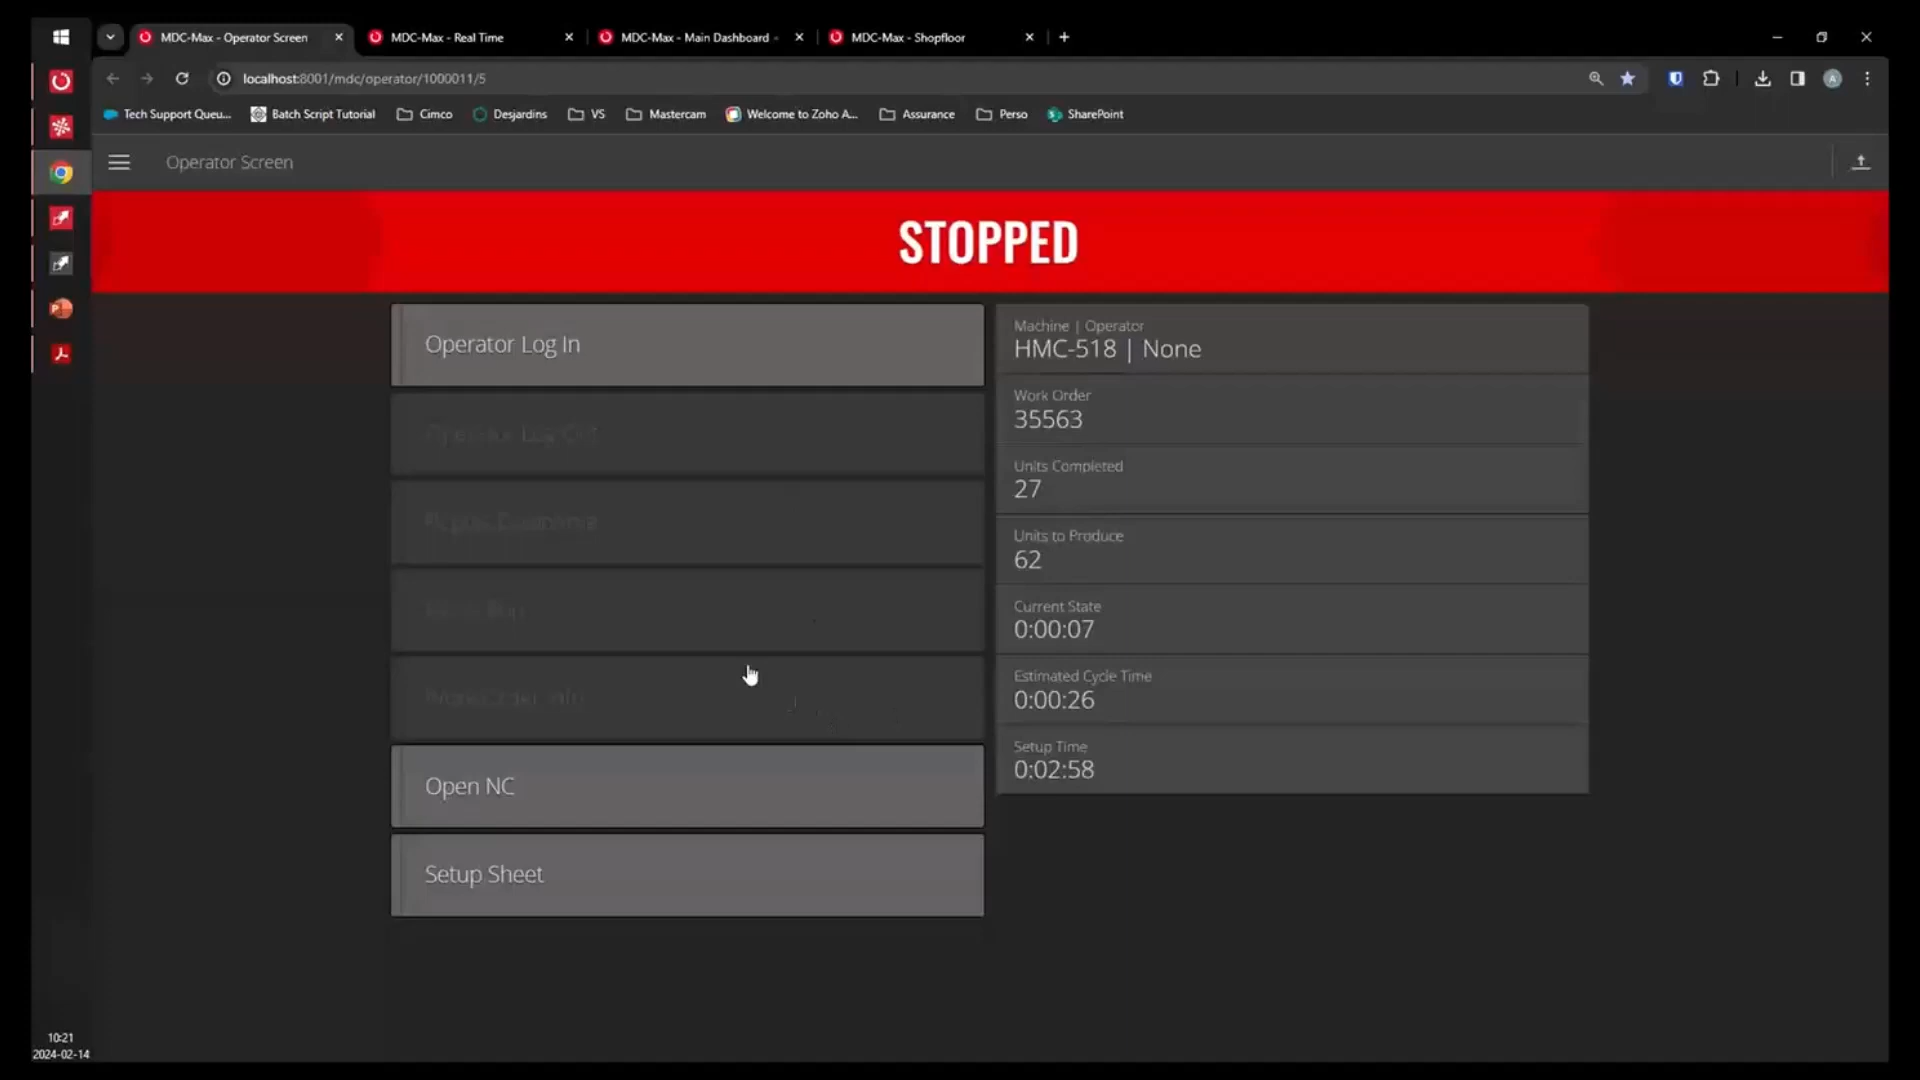 MDC-Max - Operator Screen
MDC-Max - Real Time
MDC-Max - Main Dashboard -
MDC-Max - Shopfloor
localhost:8001/mdc/operator/1000011/5
Tech Support Queu...
Batch Script Tutorial
Cimco
Desjardins
VS
Mastercam
Welcome to Zoho A...
Assurance
Perso
SharePoint
Operator Screen
STOPPED
Operator Log In
Operator Log Out
Open NC
Setup Sheet
Machine | Operator
HMC-518 | None
Work Order
35563
Units Completed
27
Units to Produce
62
Current State
0:00:07
Estimated Cycle Time
0:00:26
Setup Time
0:02:58
10:21
2024-02-14